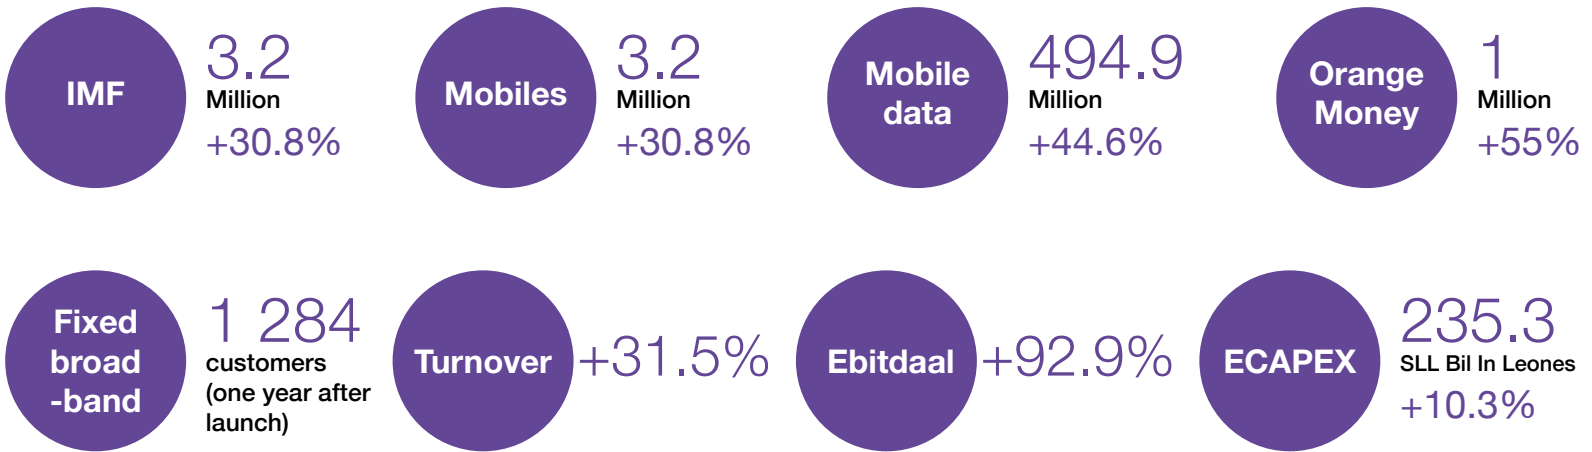 IMF
3.2
Million
+30.8%
Mobiles
3.2
Million
+30.8%
Mobile
data
494.9
Million
+44.6%
Orange
Money
1
Million
+55%
Fixed
broad
-band
1 284
customers
(one year after
launch)
Turnover
+31.5%
Ebitdaal
+92.9%
ECAPEX
235.3
SLL Bil In Leones
+10.3%